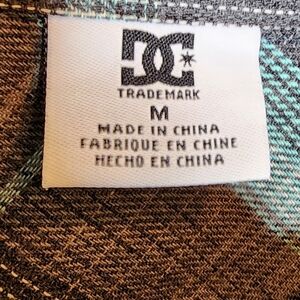 DC
TRADEMARK
M
MADE IN CHINA
FABRIQUE EN CHINE
HECHO EN CHINA